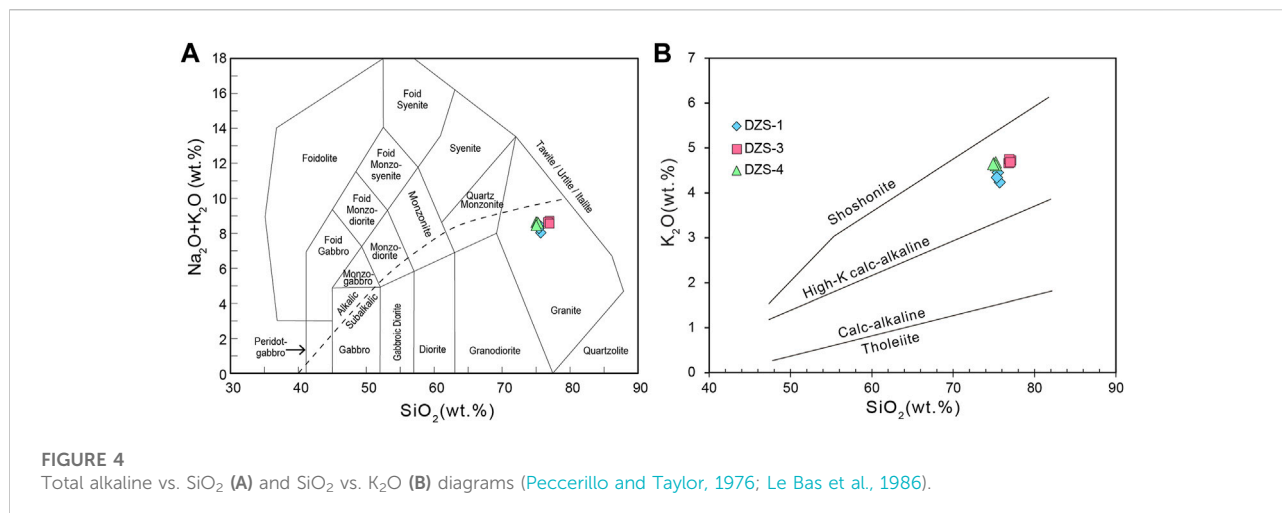 A
Na₂O+K₂O (wt.%)
18
16
14
12
10
8
6
4
2
0
30
40
50
60
70
80
90
SiO₂(wt.%)
Foidolite
Foid
Syenite
Foid
Monzo-
syenite
Syenite
Foid
Monzo-
diorite
Monzonite
Quartz
Monzonite
Tawite / Urtite / Italite
Foid
Gabbro
Monzo-
diorite
Monzo-
gabbro
Alkalic
Subalkalic
Peridot-
gabbro
Gabbro
Gabbroic Diorite
Diorite
Granodiorite
Granite
Quartzolite
B
K₂O(wt.%)
7
6
5
4
3
2
1
0
40
50
60
70
80
90
SiO₂(wt.%)
DZS-1
DZS-3
DZS-4
Shoshonite
High-K calc-alkaline
Calc-alkaline
Tholeiite
FIGURE 4
Total alkaline vs. SiO₂ (A) and SiO₂ vs. K₂O (B) diagrams (Peccerillo and Taylor, 1976; Le Bas et al., 1986).